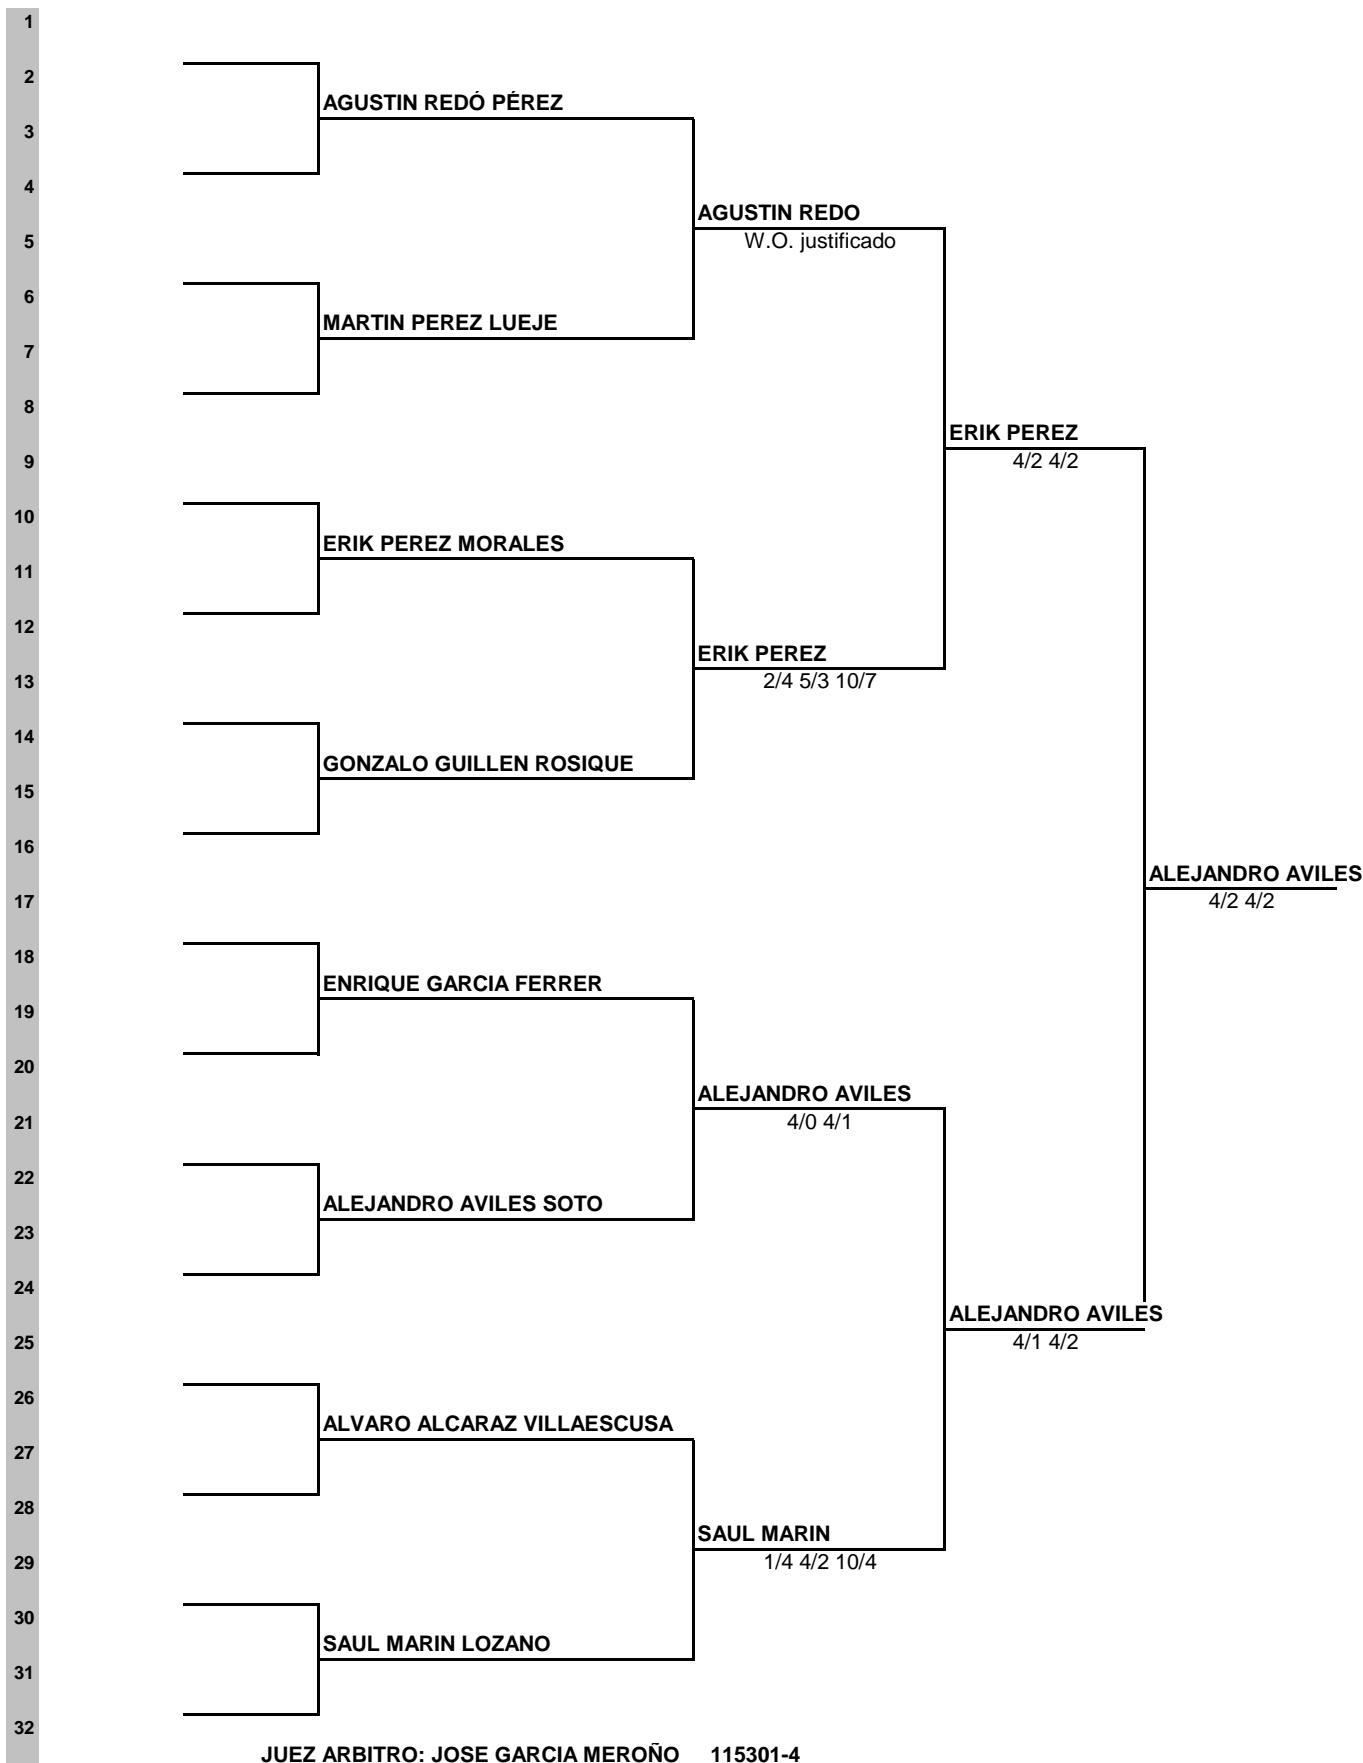 1
2
AGUSTIN REDÓ PÉREZ
3
4
AGUSTIN REDO
5
W.O. justificado
6
MARTIN PEREZ LUEJE
7
8
ERIK PEREZ
9
4/2 4/2
10
ERIK PEREZ MORALES
11
12
ERIK PEREZ
13
2/4 5/3 10/7
14
GONZALO GUILLEN ROSIQUE
15
16
ALEJANDRO AVILES
17
4/2 4/2
18
ENRIQUE GARCIA FERRER
19
20
ALEJANDRO AVILES
21
4/0 4/1
22
ALEJANDRO AVILES SOTO
23
24
ALEJANDRO AVILES
25
4/1 4/2
26
ALVARO ALCARAZ VILLAESCUSA
27
28
SAUL MARIN
29
1/4 4/2 10/4
30
SAUL MARIN LOZANO
31
32
JUEZ ARBITRO: JOSE GARCIA MEROÑO 115301-4